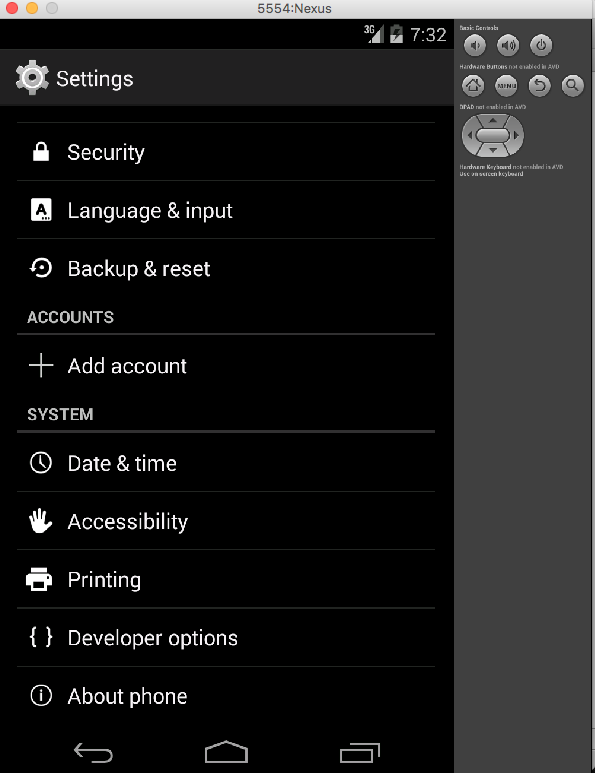 5554:Nexus
3G 7:32
Settings
Security
Language & input
Backup & reset
ACCOUNTS
Add account
SYSTEM
Date & time
Accessibility
Printing
Developer options
About phone
Basic Controls
Hardware Buttons not enabled in AVD
MENU
DPAD not enabled in AVD
Hardware Keyboard not enabled in AVD
Use on screen keyboard